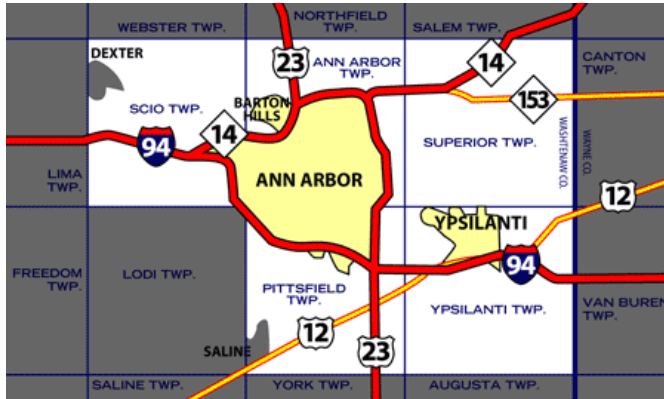 WEBSTER TWP.
NORTHFIELD
TWP.
SALEM TWP.
DEXTER
23
ANN ARBOR
TWP.
14
CANTON
TWP.
SCIO TWP.
BARTON
HILLS
153
14
94
SUPERIOR TWP.
WASHTENAW CO.
WAYNE CO.
LIMA
TWP.
ANN ARBOR
12
YPSILANTI
FREEDOM
TWP.
LODI TWP.
94
PITTSFIELD
TWP.
YPSILANTI TWP.
VAN BUREN
TWP.
12
SALINE
23
SALINE TWP.
YORK TWP.
AUGUSTA TWP.